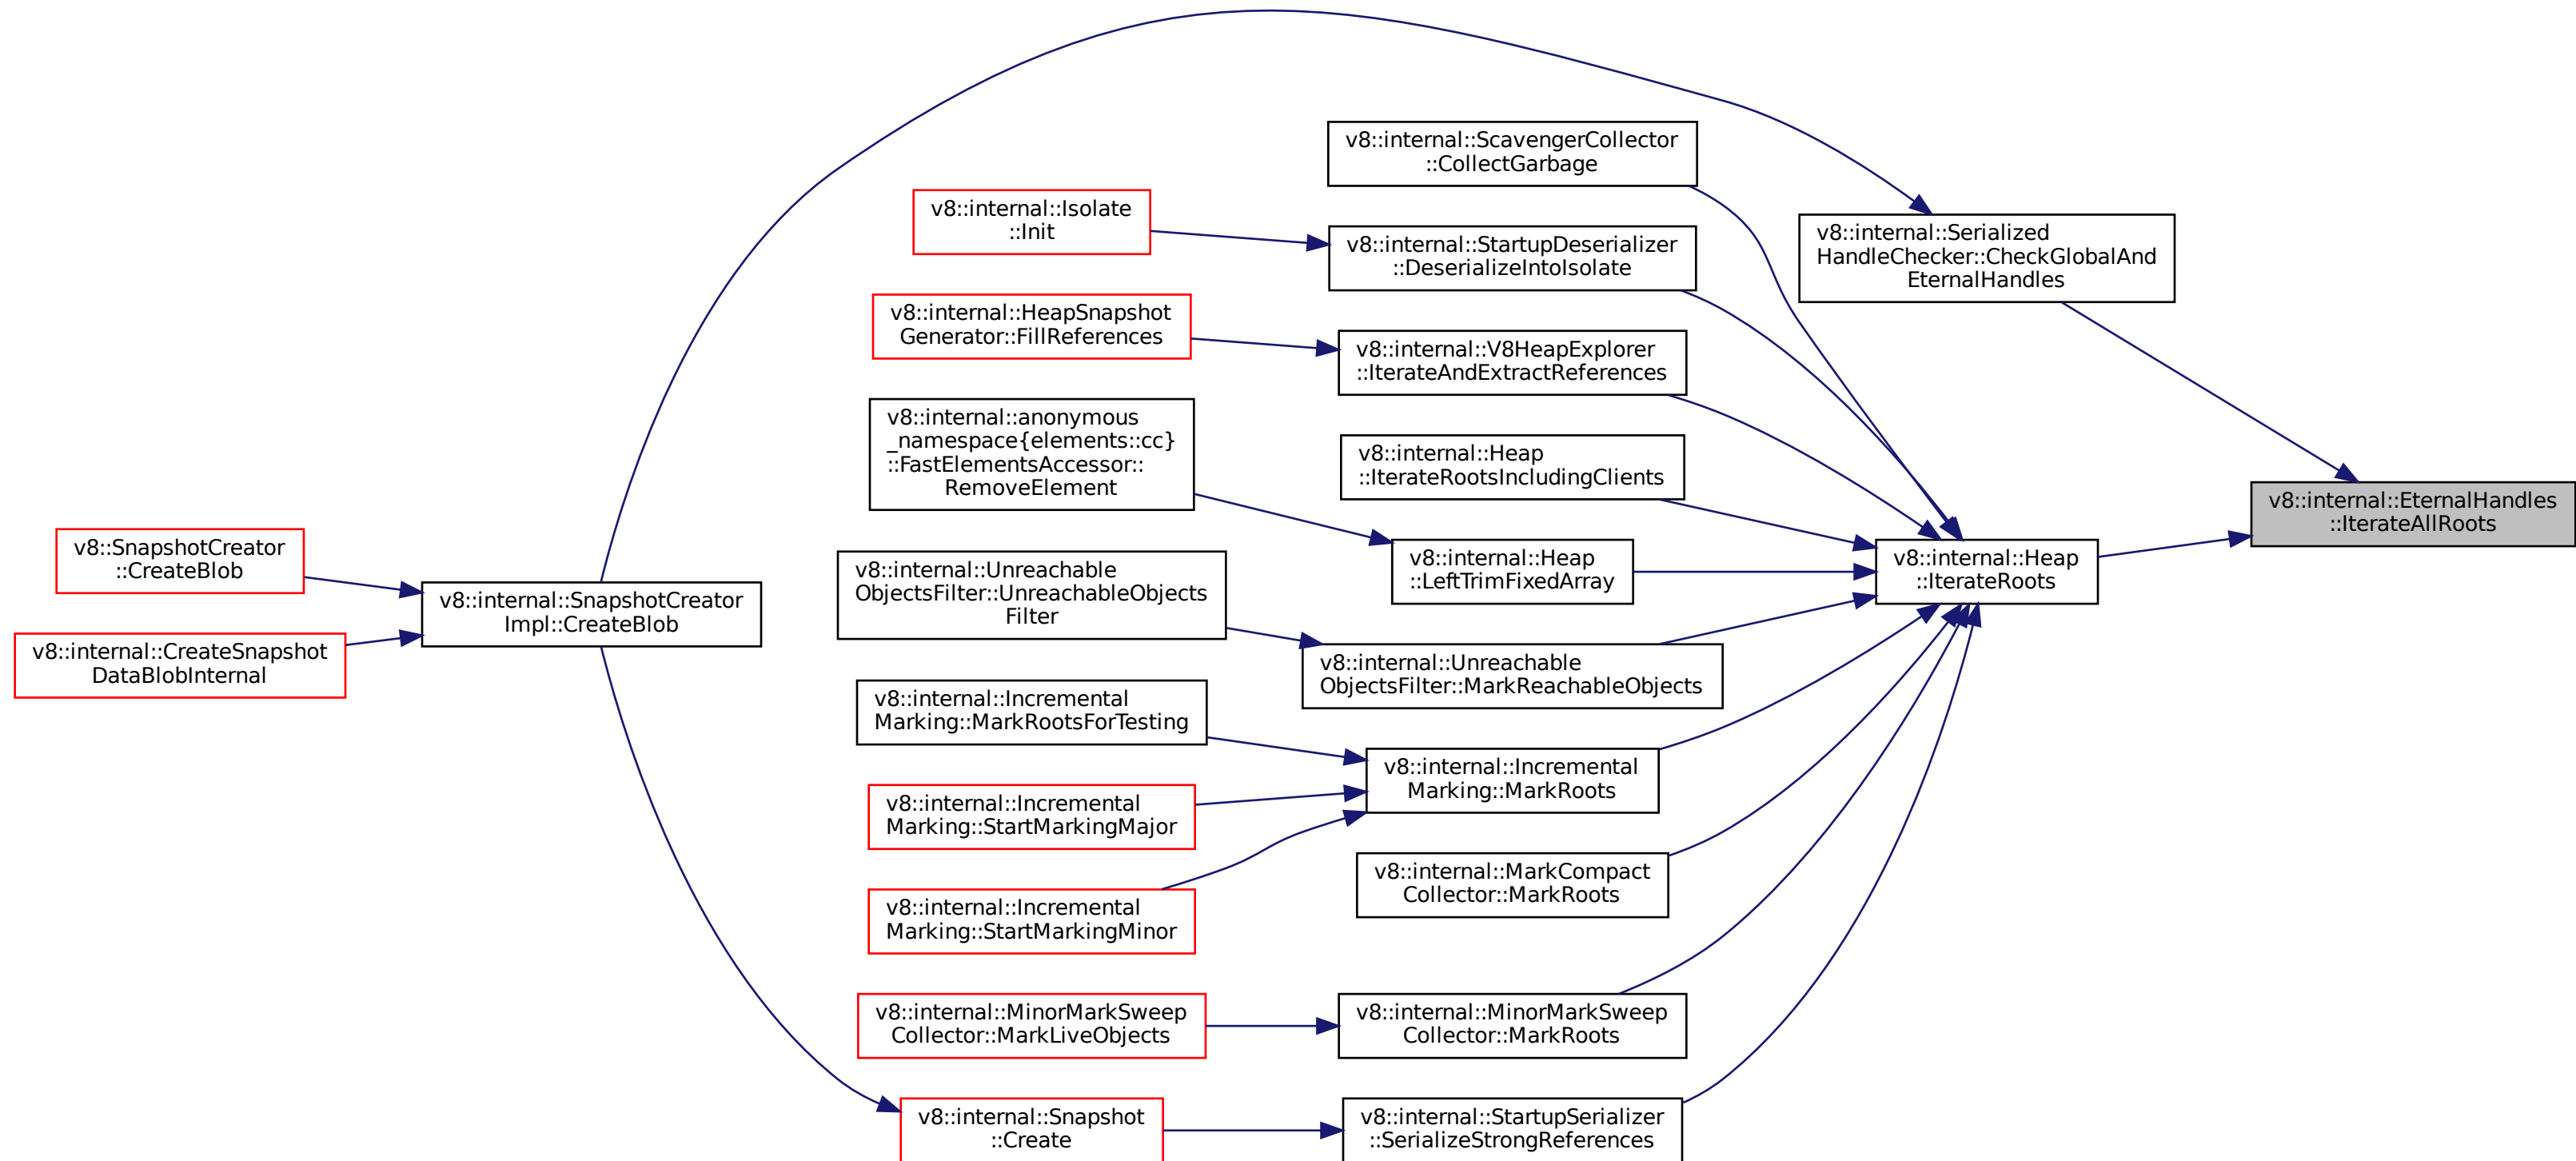 v8::internal::ScavengerCollector
::CollectGarbage
v8::internal::Isolate
::Init
v8::internal::StartupDeserializer
::DeserializeIntoIsolate
v8::internal::Serialized
HandleChecker::CheckGlobalAnd
EternalHandles
v8::internal::HeapSnapshot
Generator::FillReferences
v8::internal::V8HeapExplorer
::IterateAndExtractReferences
v8::internal::anonymous
_namespace{elements::cc}
::FastElementsAccessor::
RemoveElement
v8::internal::Heap
::IterateRootsIncludingClients
v8::internal::EternalHandles
::IterateAllRoots
v8::SnapshotCreator
::CreateBlob
v8::internal::Heap
::LeftTrimFixedArray
v8::internal::Heap
::IterateRoots
v8::internal::Unreachable
ObjectsFilter::UnreachableObjects
Filter
v8::internal::SnapshotCreator
Impl::CreateBlob
v8::internal::CreateSnapshot
DataBlobInternal
v8::internal::Unreachable
ObjectsFilter::MarkReachableObjects
v8::internal::Incremental
Marking::MarkRootsForTesting
v8::internal::Incremental
Marking::MarkRoots
v8::internal::Incremental
Marking::StartMarkingMajor
v8::internal::MarkCompact
Collector::MarkRoots
v8::internal::Incremental
Marking::StartMarkingMinor
v8::internal::MinorMarkSweep
Collector::MarkLiveObjects
v8::internal::MinorMarkSweep
Collector::MarkRoots
v8::internal::Snapshot
::Create
v8::internal::StartupSerializer
::SerializeStrongReferences